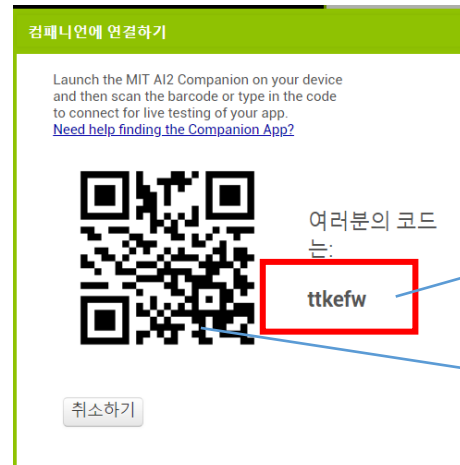 컴패니언에 연결하기
Launch the MIT AI2 Companion on your device
and then scan the barcode or type in the code
to connect for live testing of your app.
Need help finding the Companion App?
여러분의 코드
는:
ttkefw
취소하기